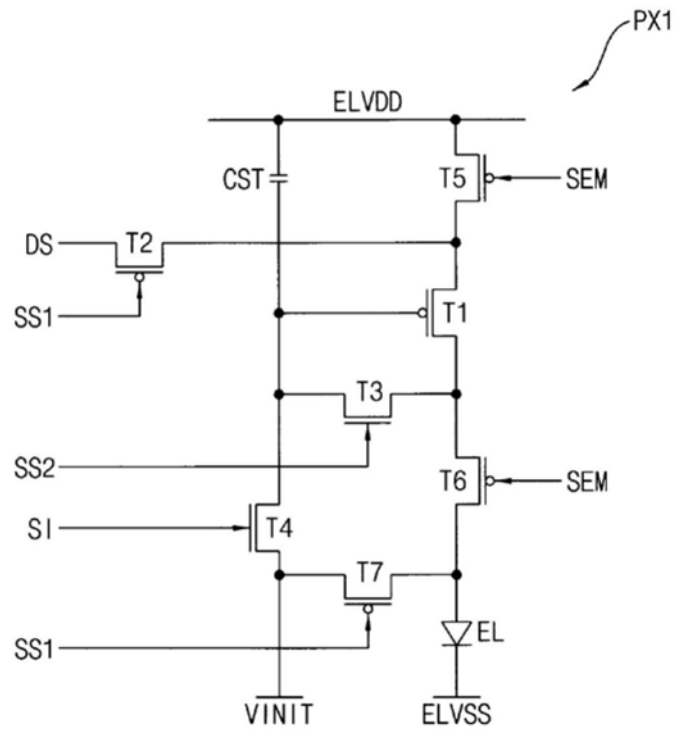 PX1
ELVDD
CST
T5
SEM
DS
T2
SS1
T1
T3
SS2
T6
SEM
SI
T4
T7
SS1
EL
VINIT
ELVSS